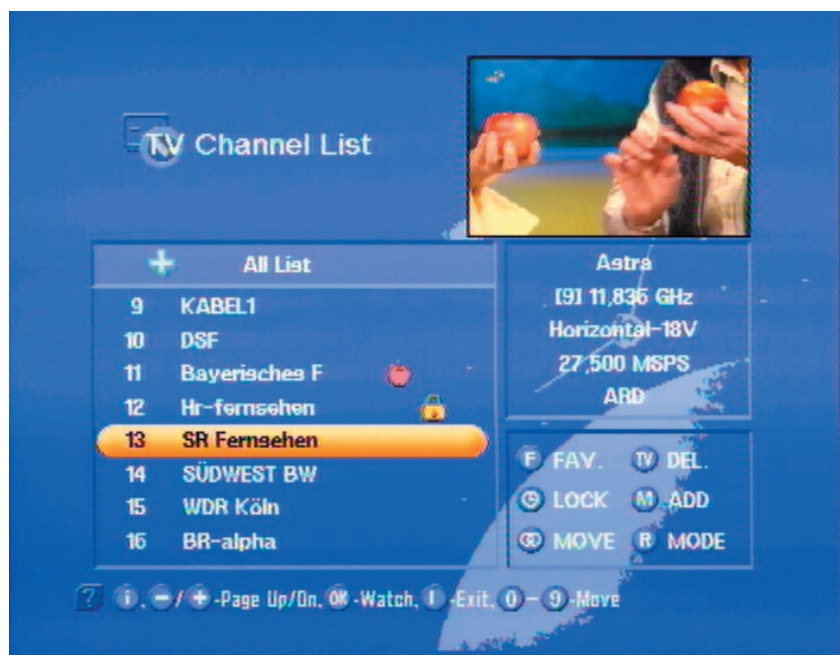 TV Channel List
All List
9 KABEL1
10 DSF
11 Bayerisches F
12 Hr-fernsehen
13 SR Fernsehen
14 SÜDWEST BW
15 WDR Köln
16 BR-alpha
Astra
[9] 11,836 GHz
Horizontal-18V
27,500 MSPS
ARD
F FAV. TV DEL.
LOCK M ADD
MOVE R MODE
? i, -/+ -Page Up/Dn, OK -Watch, -Exit, 0 - 9 -Move